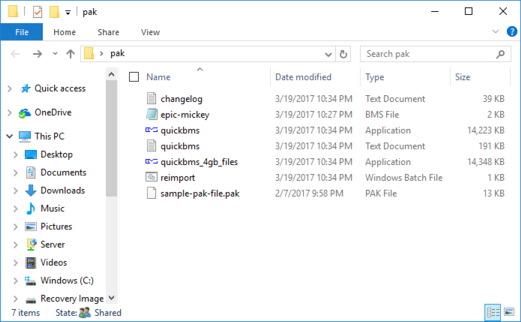 pak
File Home Share View
pak Search pak
Name Date modified Type Size
Quick access
OneDrive
This PC
Desktop
Documents
Downloads
Music
Pictures
Server
Videos
Windows (C:)
Recovery Image
changelog 3/19/2017 10:34 PM Text Document 39 KB
epic-mickey 3/19/2017 10:27 PM BMS File 2 KB
quickbms 3/19/2017 10:34 PM Application 14,223 KB
quickbms 3/19/2017 10:34 PM Text Document 191 KB
quickbms_4gb_files 3/19/2017 10:34 PM Application 14,348 KB
reimport 3/19/2017 10:34 PM Windows Batch File 1 KB
sample-pak-file.pak 2/7/2017 9:58 PM PAK File 13 KB
7 items State: Shared